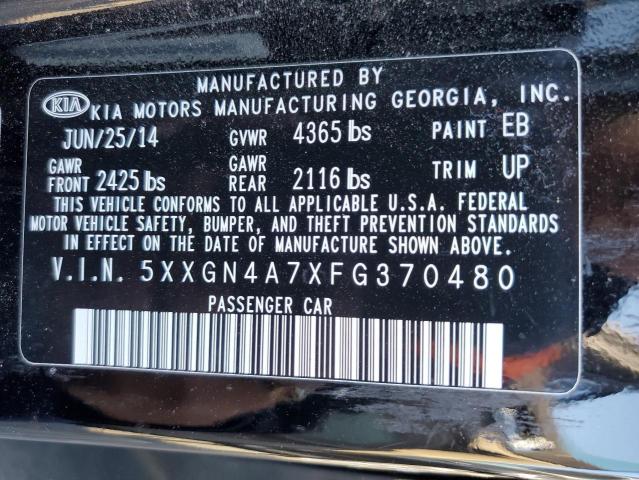 MANUFACTURED BY
KIA KIA MOTORS MANUFACTURING GEORGIA, INC.
JUN/25/14 GVWR 4365 lbs PAINT EB
GAWR FRONT 2425 lbs GAWR REAR 2116 lbs TRIM UP
THIS VEHICLE CONFORMS TO ALL APPLICABLE U.S.A. FEDERAL
MOTOR VEHICLE SAFETY, BUMPER, AND THEFT PREVENTION STANDARDS
IN EFFECT ON THE DATE OF MANUFACTURE SHOWN ABOVE.
V.I.N. 5XXGN4A7XFG370480
PASSENGER CAR